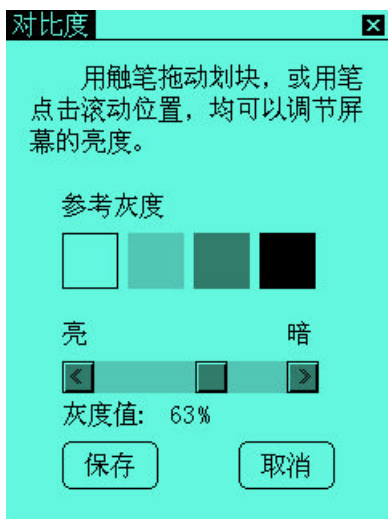 对比度
用触笔拖动划块，或用笔
点击滚动位置，均可以调节屏
幕的亮度。
参考灰度
亮 暗
灰度值: 63%
保存 取消